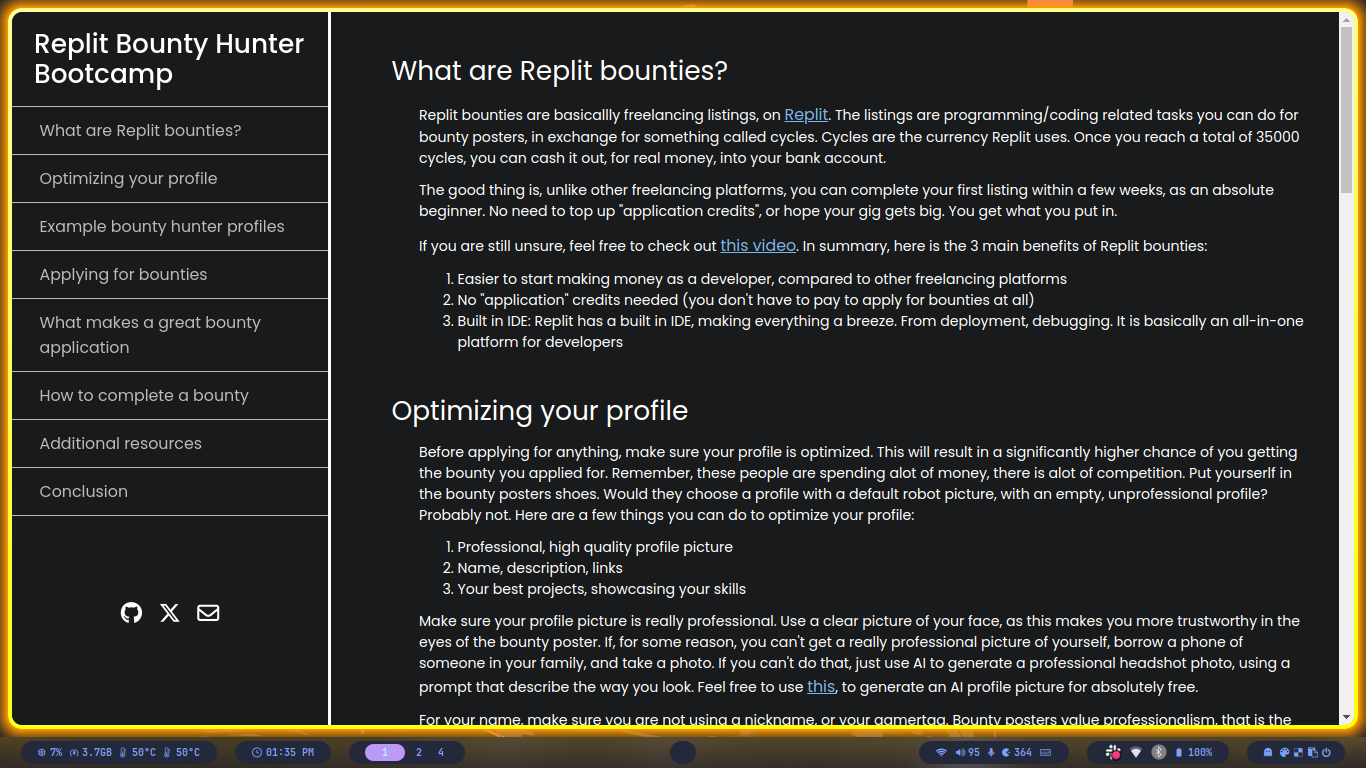 Replit Bounty Hunter
Bootcamp
What are Replit bounties?
Optimizing your profile
Example bounty hunter profiles
Applying for bounties
What makes a great bounty
application
How to complete a bounty
Additional resources
Conclusion
What are Replit bounties?
Replit bounties are basicallly freelancing listings, on Replit. The listings are programming/coding related tasks you can do for
bounty posters, in exchange for something called cycles. Cycles are the currency Replit uses. Once you reach a total of 35000
cycles, you can cash it out, for real money, into your bank account.
The good thing is, unlike other freelancing platforms, you can complete your first listing within a few weeks, as an absolute
beginner. No need to top up "application credits", or hope your gig gets big. You get what you put in.
If you are still unsure, feel free to check out this video. In summary, here is the 3 main benefits of Replit bounties:
1. Easier to start making money as a developer, compared to other freelancing platforms
2. No "application" credits needed (you don't have to pay to apply for bounties at all)
3. Built in IDE: Replit has a built in IDE, making everything a breeze. From deployment, debugging. It is basically an all-in-one
platform for developers
Optimizing your profile
Before applying for anything, make sure your profile is optimized. This will result in a significantly higher chance of you getting
the bounty you applied for. Remember, these people are spending alot of money, there is alot of competition. Put yourserlf in
the bounty posters shoes. Would they choose a profile with a default robot picture, with an empty, unprofessional profile?
Probably not. Here are a few things you can do to optimize your profile:
1. Professional, high quality profile picture
2. Name, description, links
3. Your best projects, showcasing your skills
Make sure your profile picture is really professional. Use a clear picture of your face, as this makes you more trustworthy in the
eyes of the bounty poster. If, for some reason, you can't get a really professional picture of yourself, borrow a phone of
someone in your family, and take a photo. If you can't do that, just use AI to generate a professional headshot photo, using a
prompt that describe the way you look. Feel free to use this, to generate an AI profile picture for absolutely free.
For your name, make sure you are not using a nickname, or your gamertag. Bounty posters value professionalism, that is the
7% 3.7GB 50°C 50°C 01:35 PM 1 2 4 95 364 100%